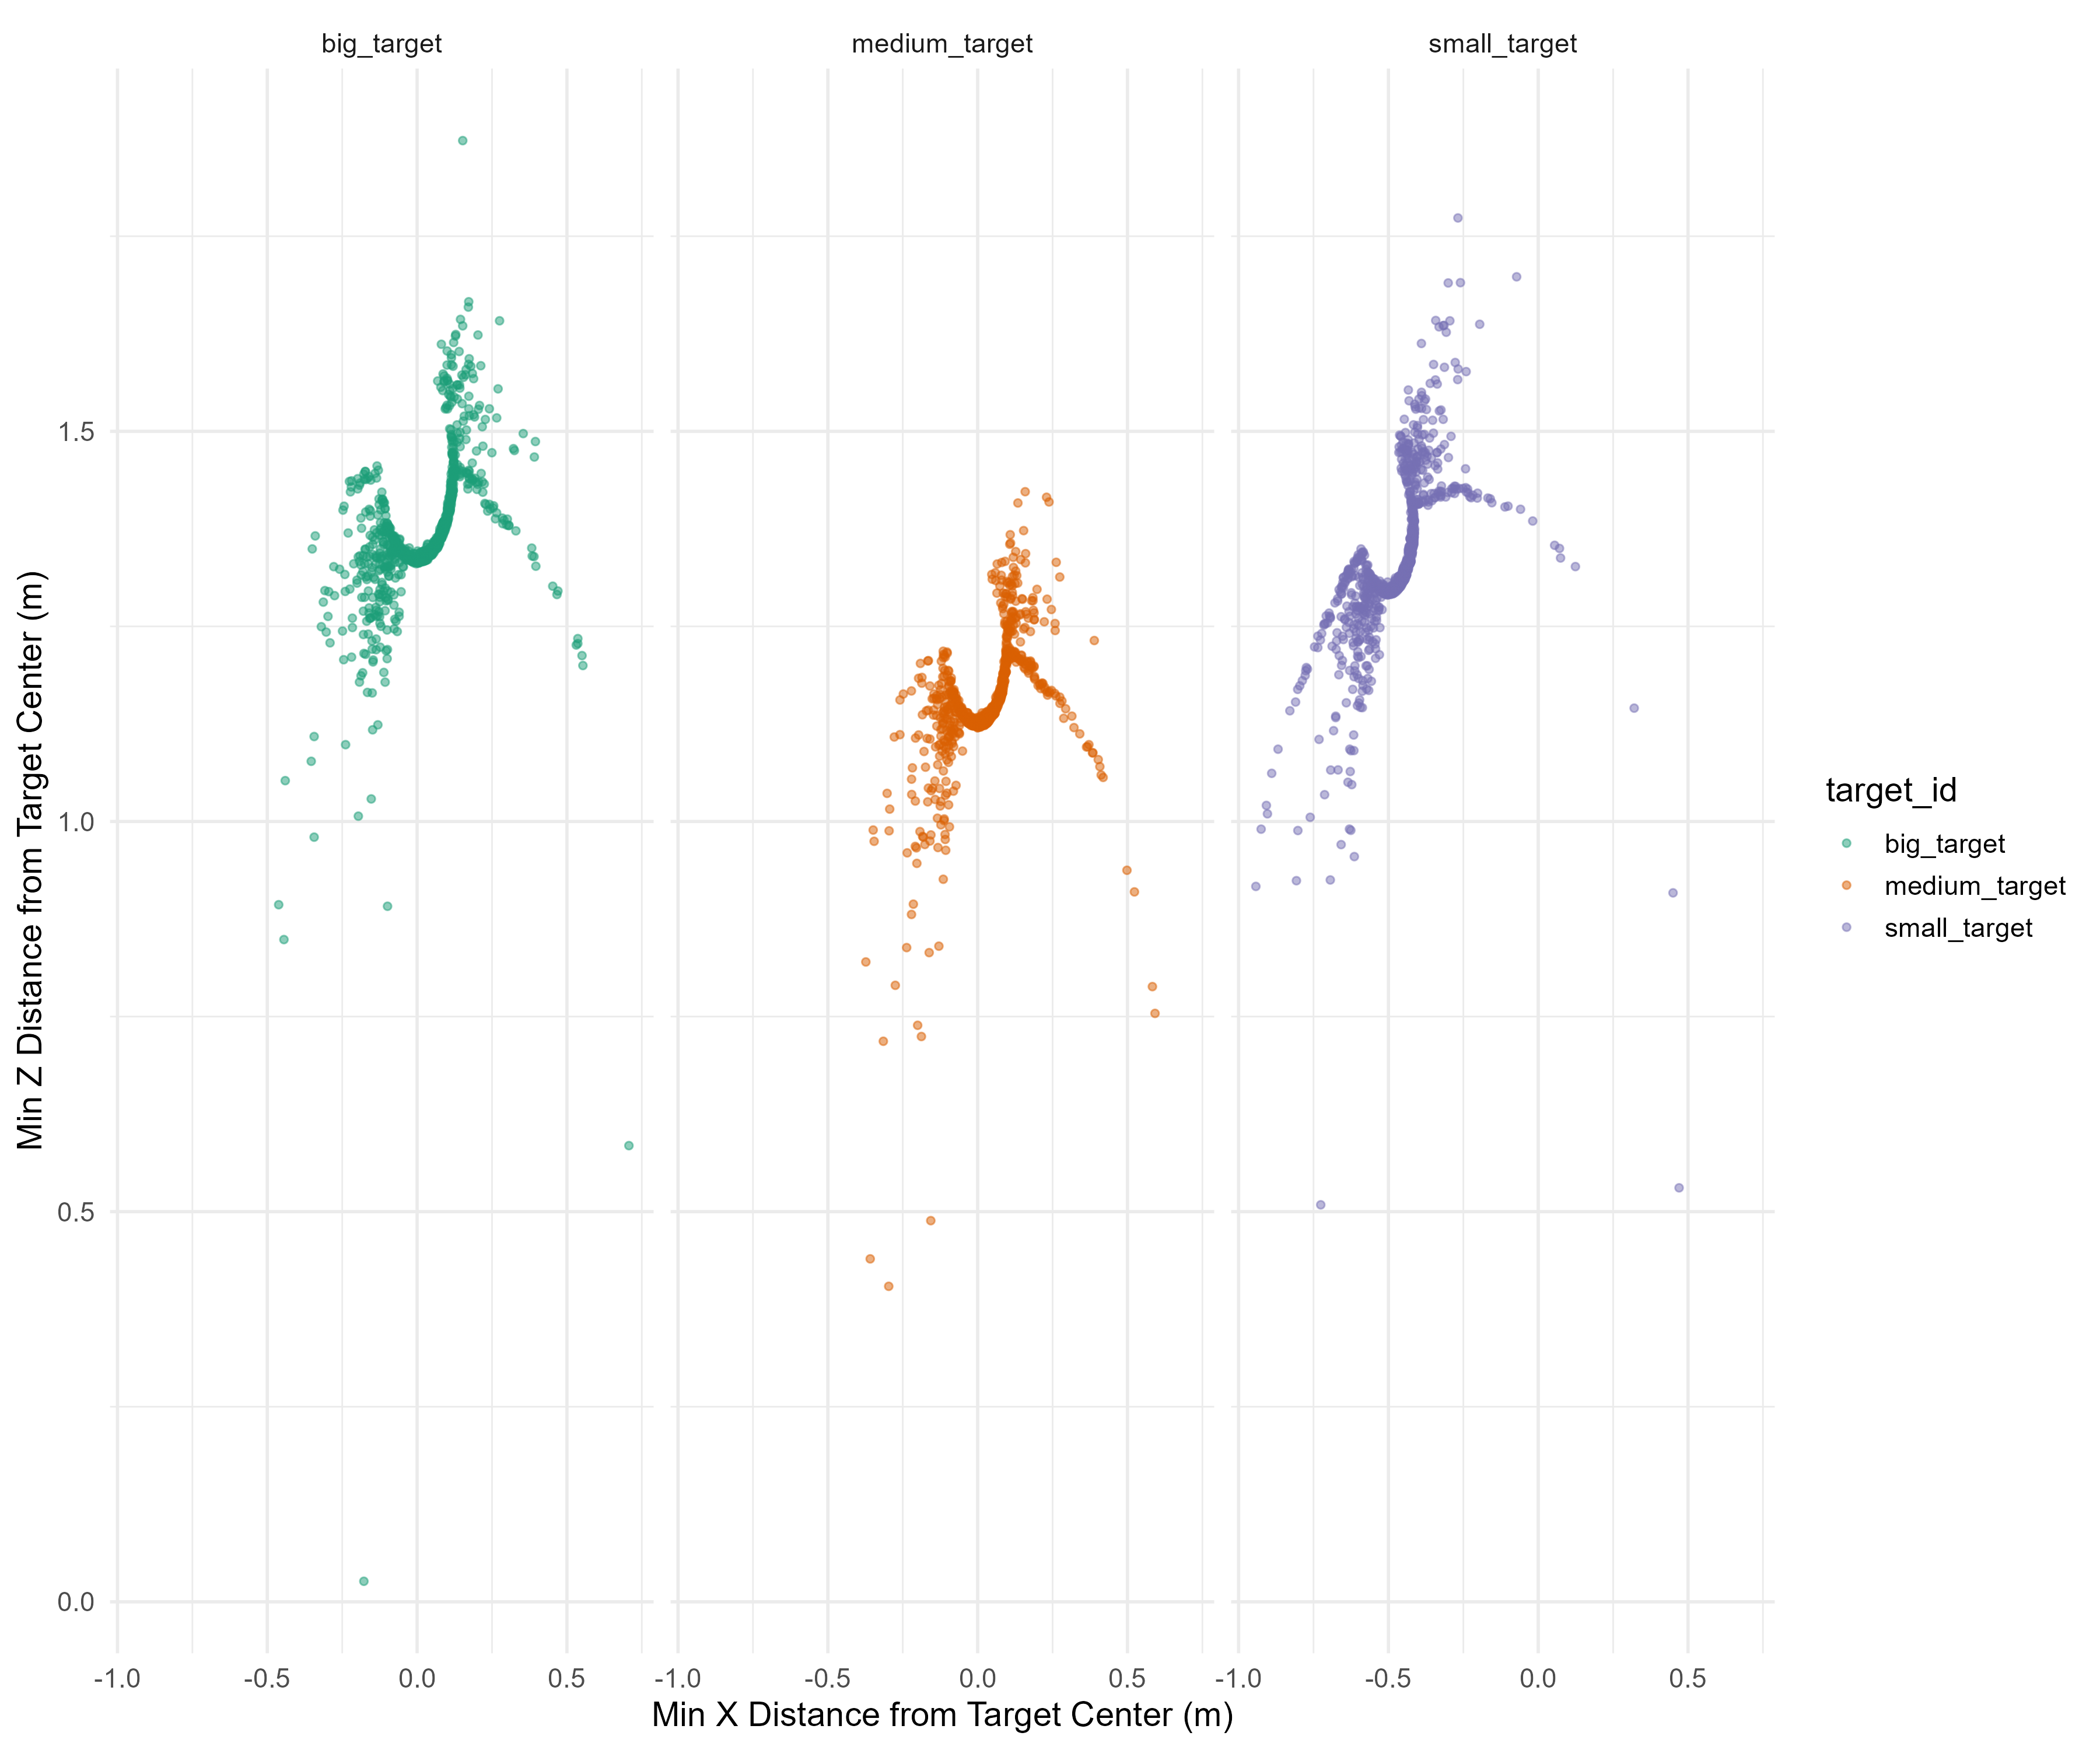 big_target
medium_target
small_target
Min Z Distance from Target Center (m)
1.5
1.0
0.5
0.0
-1.0
-0.5
0.0
0.5
-1.0
-0.5
0.0
0.5
-1.0
-0.5
0.0
0.5
Min X Distance from Target Center (m)
target_id
big_target
medium_target
small_target